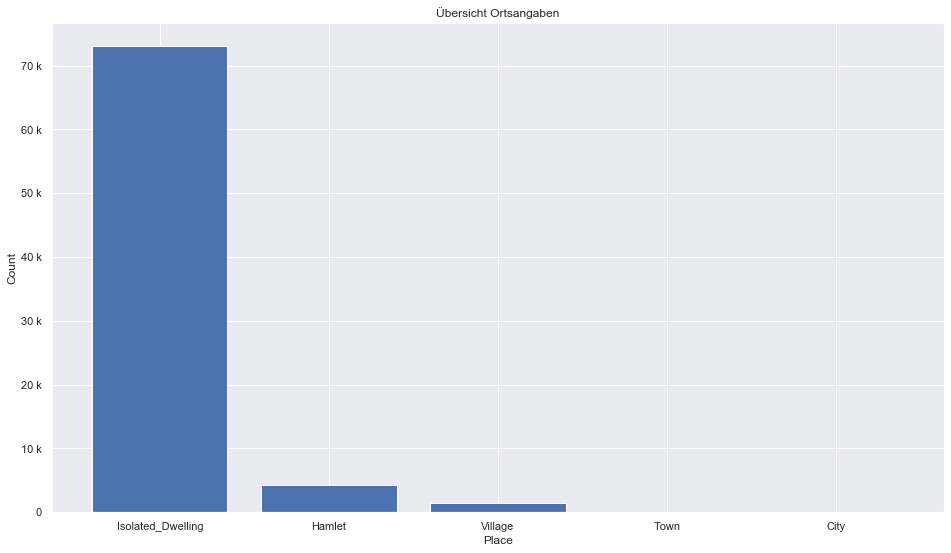 Übersicht Ortsangaben
Count
70 k
60 k
50 k
40 k
30 k
20 k
10 k
0
Isolated_Dwelling Hamlet Village Town City
Place